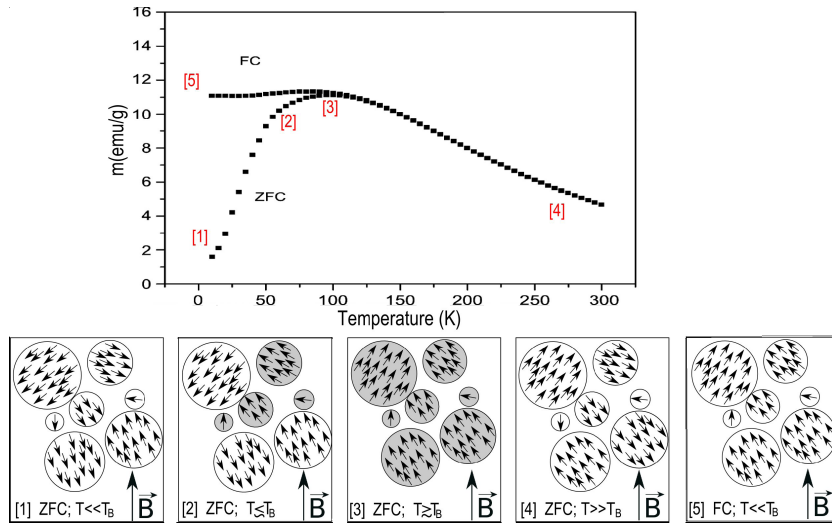 16
14
12
10
8
6
4
2
0
m(emu/g)
FC
ZFC
[5]
[3]
[2]
[1]
[4]
0 50 100 150 200 250 300
Temperature (K)
B
[1] ZFC; T<<T_B
B
[2] ZFC; T≲T_B
B
[3] ZFC; T≳T_B
B
[4] ZFC; T>>T_B
B
[5] FC; T<<T_B